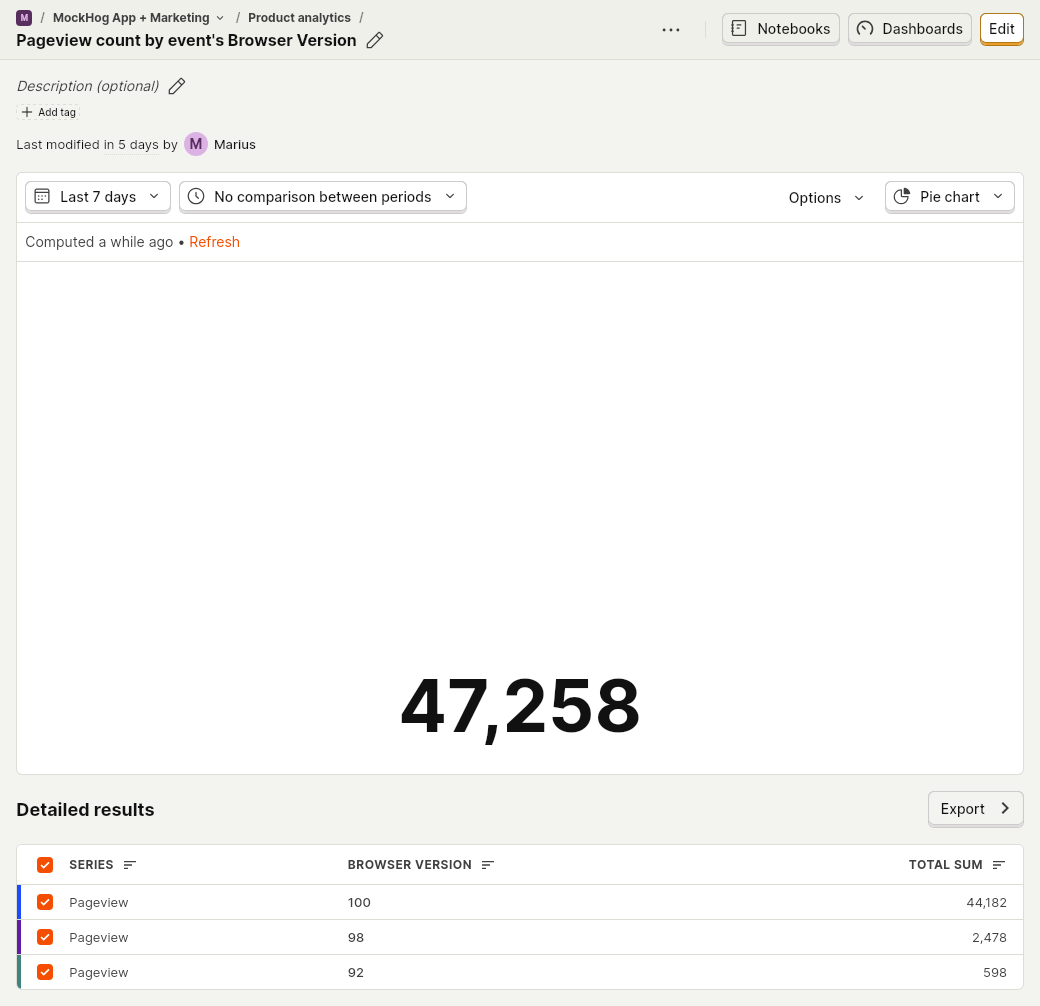 M / MockHog App + Marketing / Product analytics /
Pageview count by event's Browser Version
Notebooks
Dashboards
Edit
Description (optional)
Add tag
Last modified in 5 days by M Marius
Last 7 days
No comparison between periods
Options
Pie chart
Computed a while ago • Refresh
47,258
Detailed results
Export
SERIES BROWSER VERSION TOTAL SUM
Pageview 100 44,182
Pageview 98 2,478
Pageview 92 598